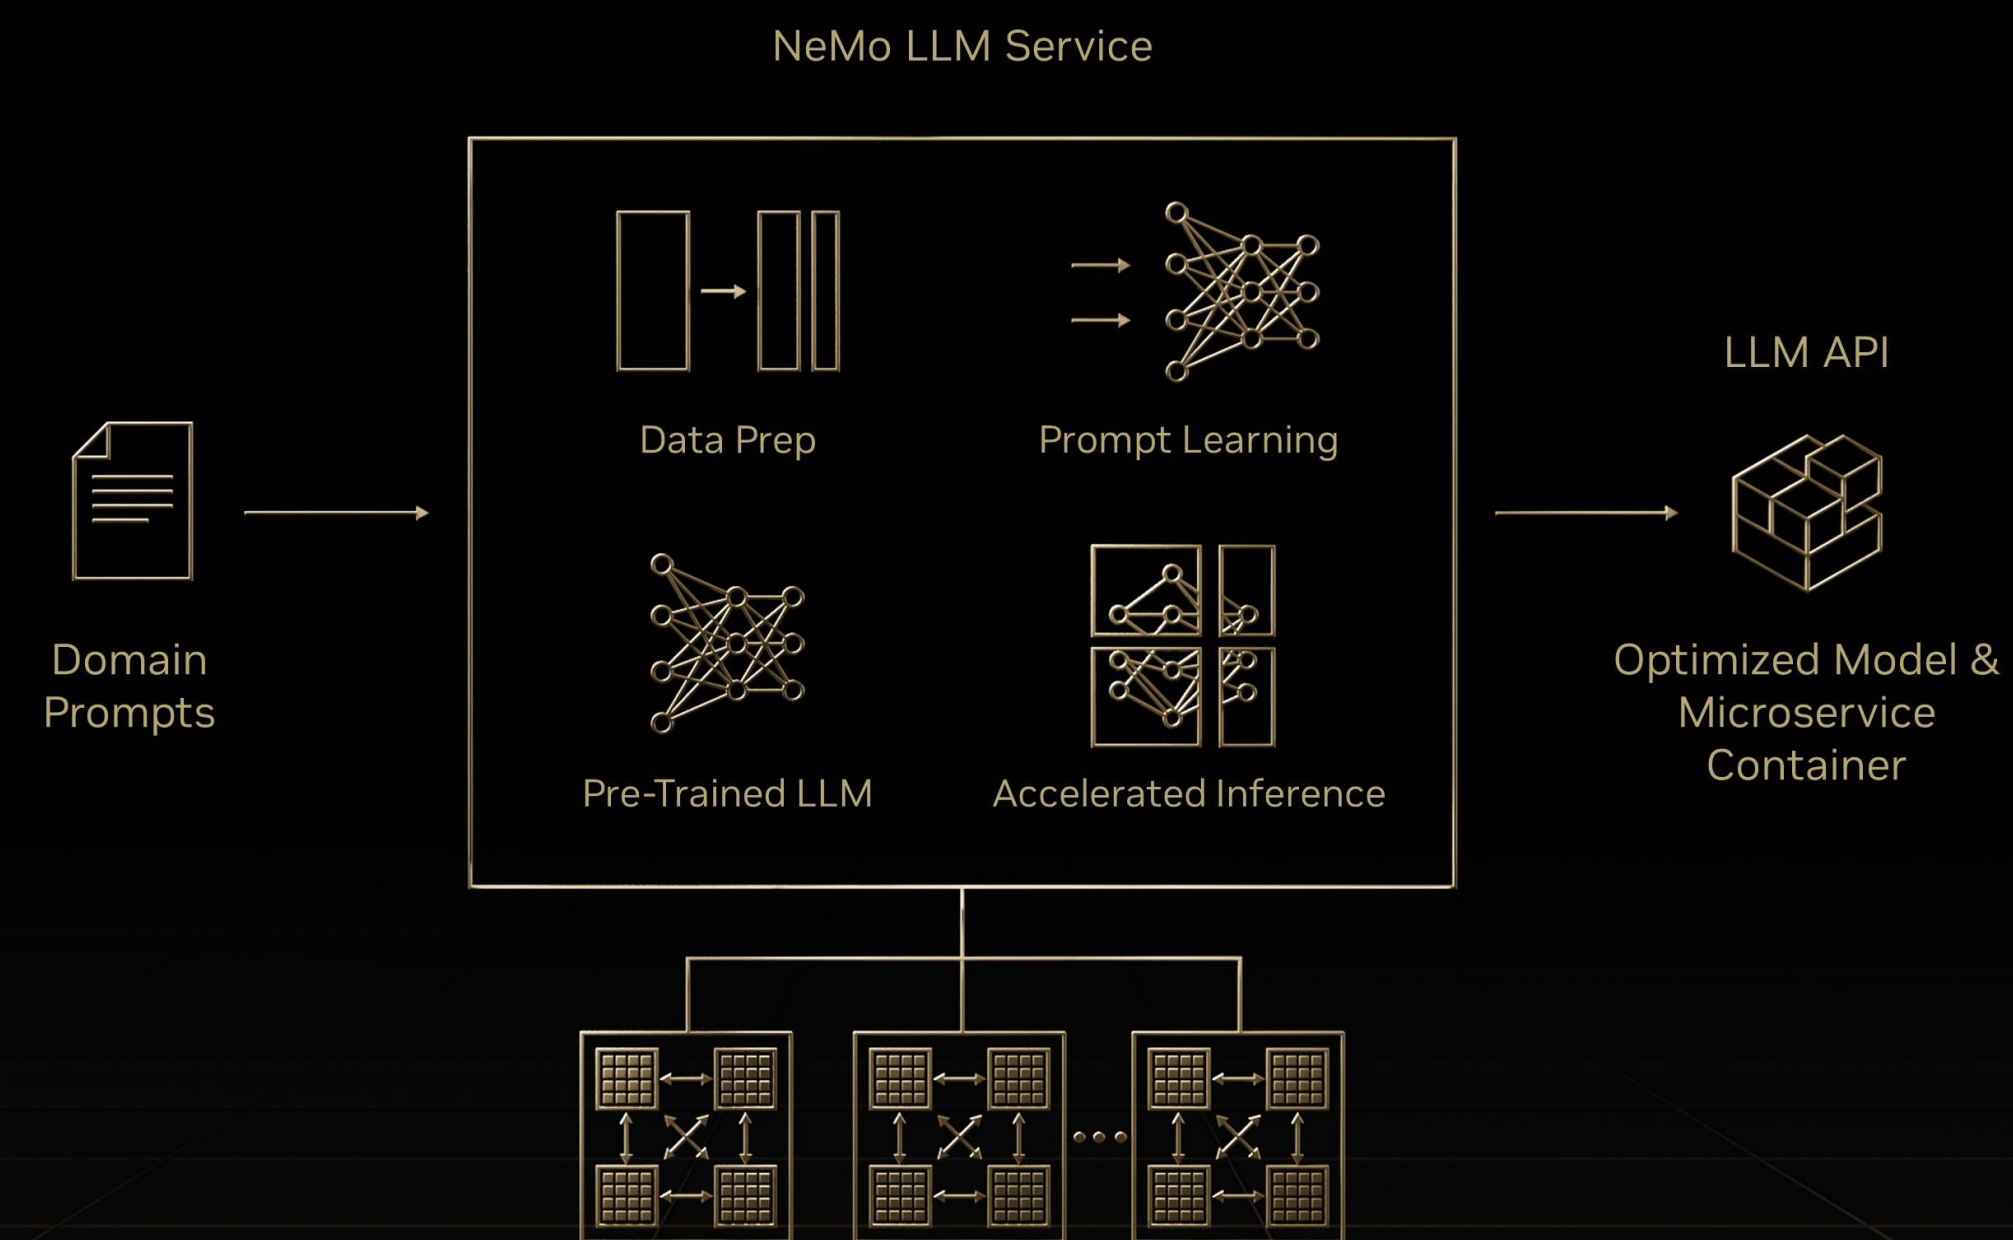 NeMo LLM Service
Data Prep
Prompt Learning
LLM API
Domain
Prompts
Pre-Trained LLM
Accelerated Inference
Optimized Model &
Microservice
Container